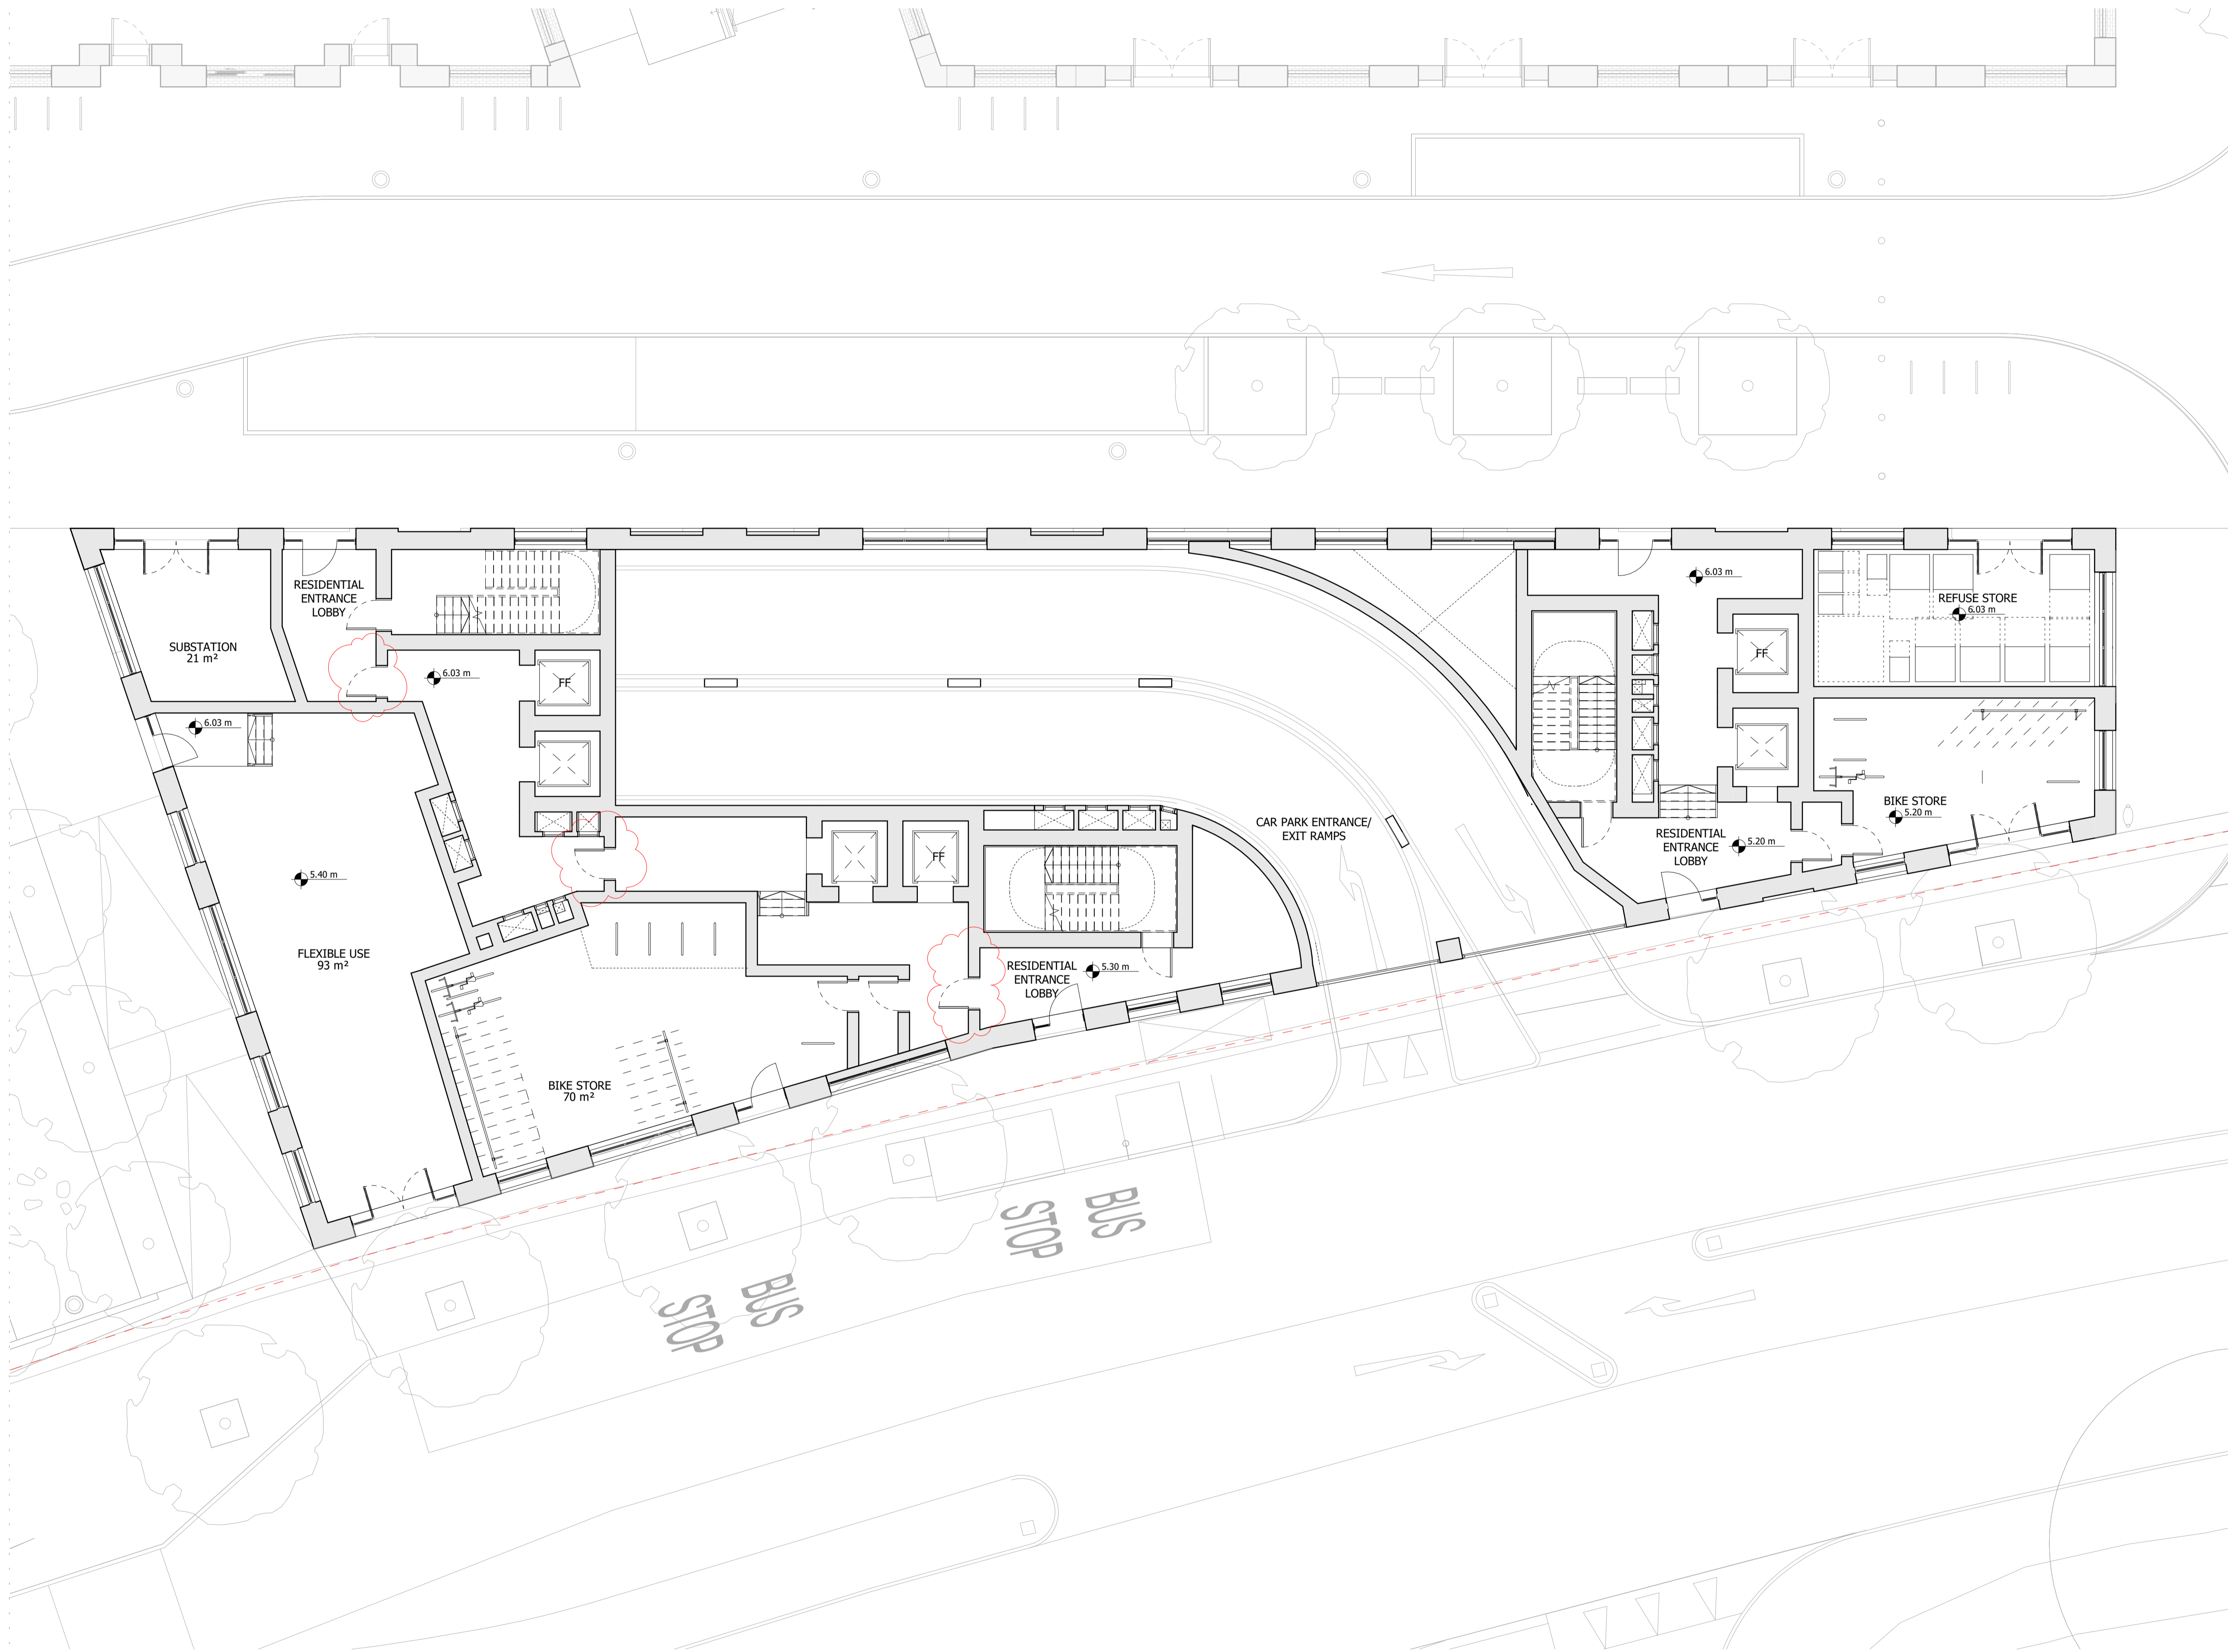 RESIDENTIAL
ENTRANCE
LOBBY
SUBSTATION
21 m²
6.03 m
FF
6.03 m
5.40 m
FLEXIBLE USE
93 m²
BIKE STORE
70 m²
FF
RESIDENTIAL
ENTRANCE
LOBBY
5.30 m
CAR PARK ENTRANCE/
EXIT RAMPS
6.03 m
FF
REFUSE STORE
6.03 m
BIKE STORE
5.20 m
RESIDENTIAL
ENTRANCE
LOBBY
5.20 m
BUS
STOP
BUS
STOP